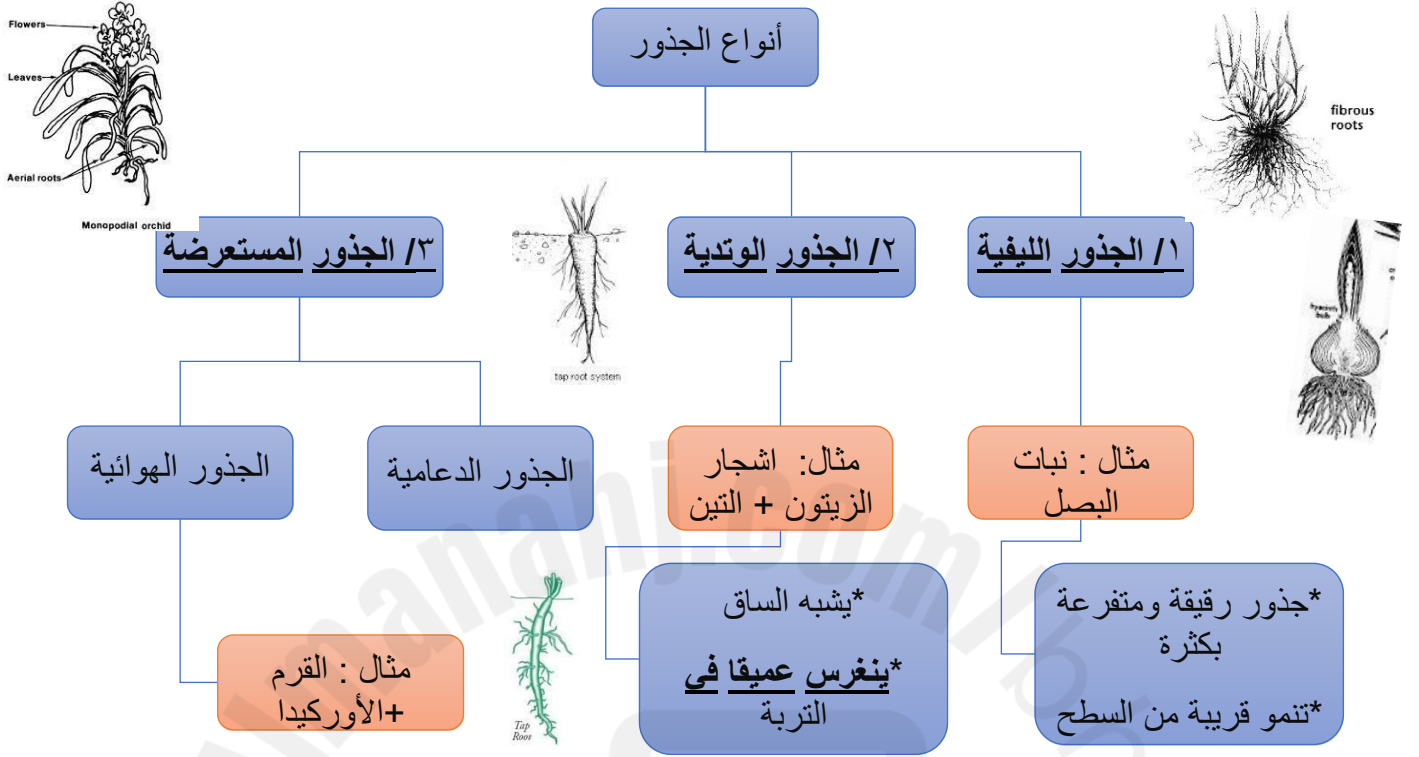 أنواع الجذور
Flowers
Leaves
Aerial roots
Monopodial orchid
fibrous
roots
١/ الجذور الليفية
٢/ الجذور الوتدية
٣/ الجذور المستعرضة
tap root system
hyacinth
bulb
مثال : نبات
البصل
مثال: اشجار
الزيتون + التين
الجذور الدعامية
الجذور الهوائية
*جذور رقيقة ومتفرعة
بكثرة
*تنمو قريبة من السطح
*يشبه الساق
*ينغرس عميقا في
التربة
مثال : القرم
+الأوركيدا
Tap
Root